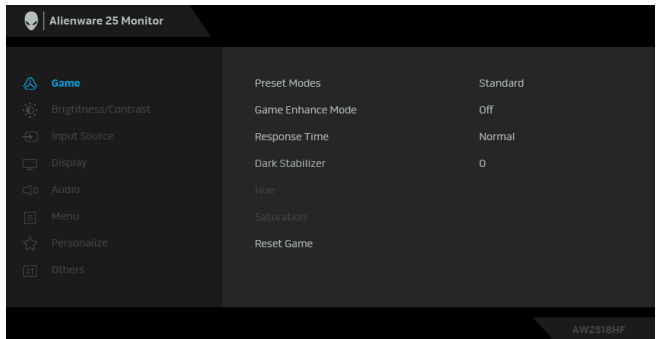 Alienware 25 Monitor
Game Preset Modes Standard
Brightness/Contrast Game Enhance Mode Off
Input Source Response Time Normal
Display Dark Stabilizer 0
Audio Hue
Menu Saturation
Personalize Reset Game
Others
AW2518HF